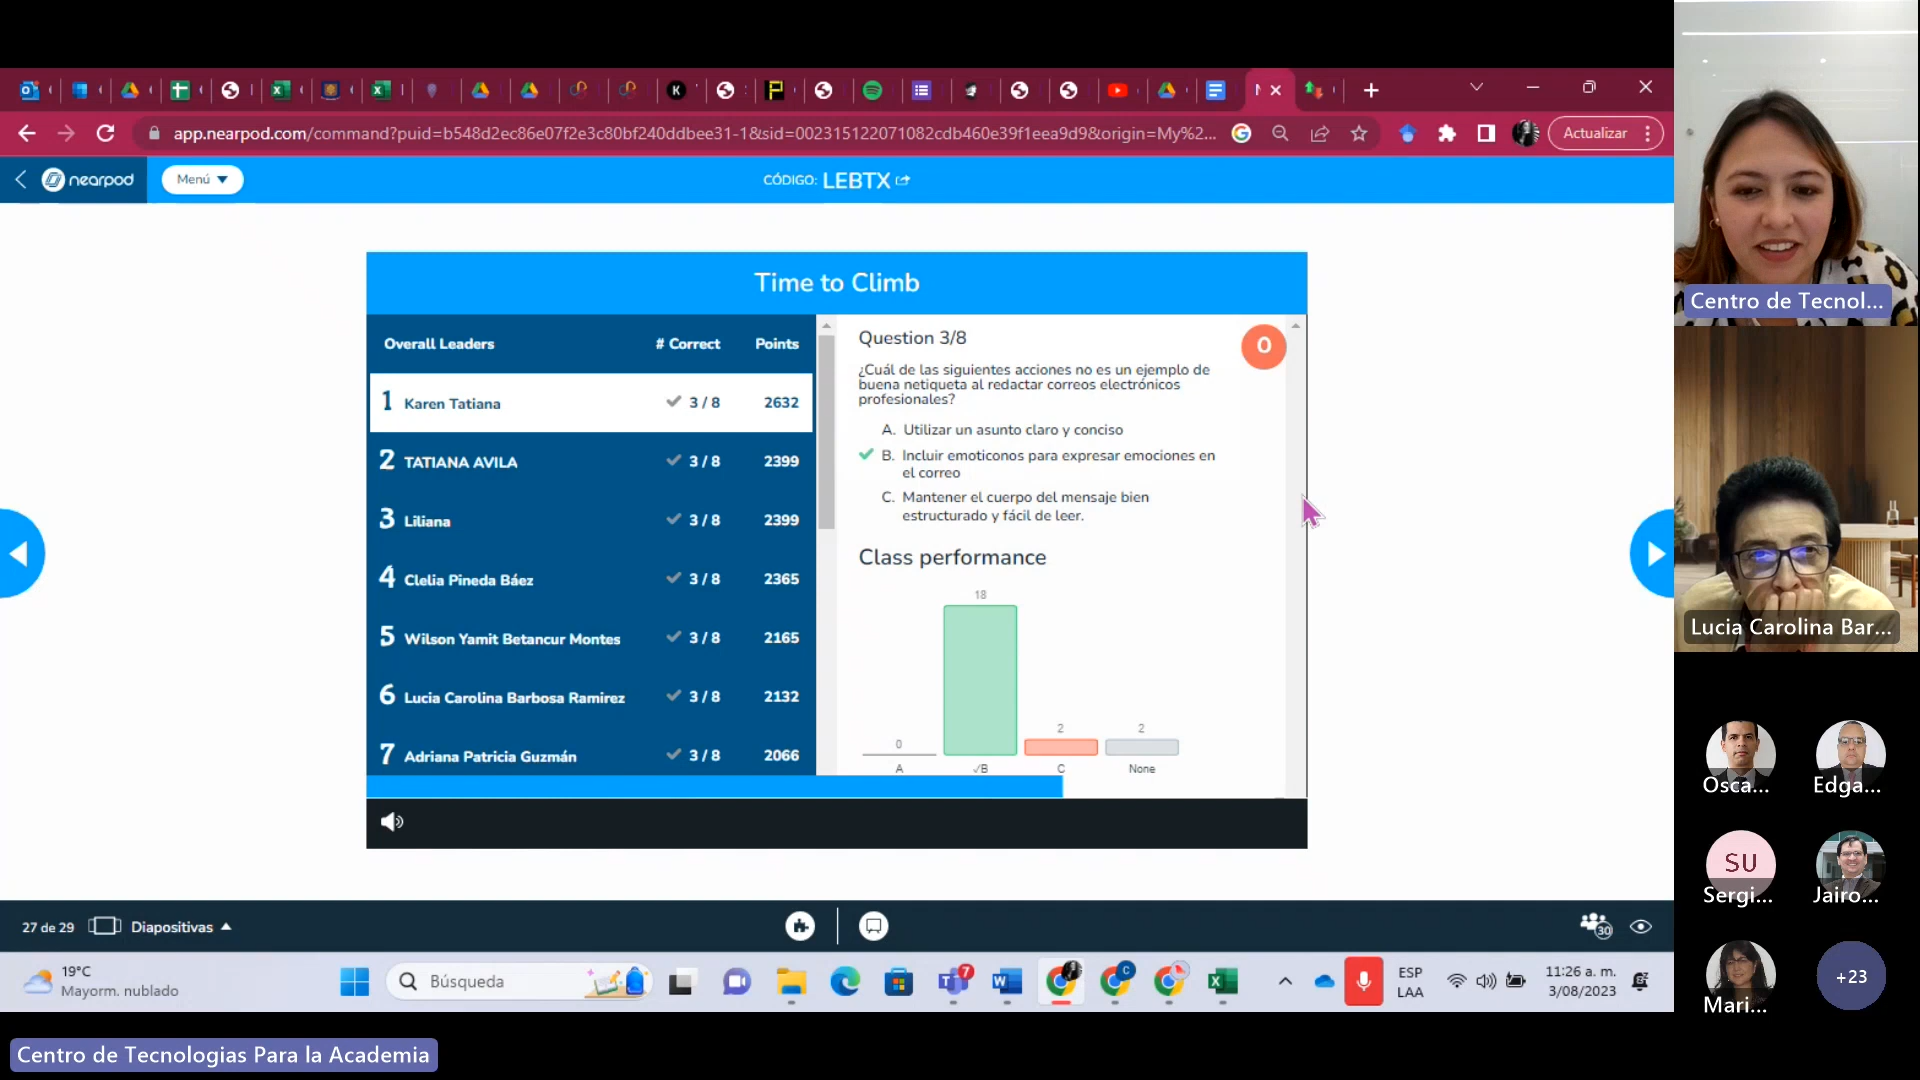 app.nearpod.com/command?puid=b548d2ec86e07f2e3c80bf240ddbee31-1&sid=002315122071082cdb460e39f1eea9d9&origin=My%2...
Actualizar
nearpod
Menú
CÓDIGO: LEBTX
Time to Climb
Overall Leaders # Correct Points
1 Karen Tatiana 3 / 8 2632
2 TATIANA AVILA 3 / 8 2399
3 Liliana 3 / 8 2399
4 Clelia Pineda Báez 3 / 8 2365
5 Wilson Yamit Betancur Montes 3 / 8 2165
6 Lucia Carolina Barbosa Ramirez 3 / 8 2132
7 Adriana Patricia Guzmán 3 / 8 2066
Question 3/8
0
¿Cuál de las siguientes acciones no es un ejemplo de
buena netiqueta al redactar correos electrónicos
profesionales?
A. Utilizar un asunto claro y conciso
B. Incluir emoticonos para expresar emociones en
el correo
C. Mantener el cuerpo del mensaje bien
estructurado y fácil de leer.
Class performance
18
0
2
2
A
√B
C
None
27 de 29
Diapositivas
30
19°C
Mayorm. nublado
Búsqueda
7
ESP
LAA
11:26 a. m.
3/08/2023
Centro de Tecnologias Para la Academia
Centro de Tecnol...
Lucia Carolina Bar...
Osca...
Edga...
SU
Sergi...
Jairo...
Mari...
+23